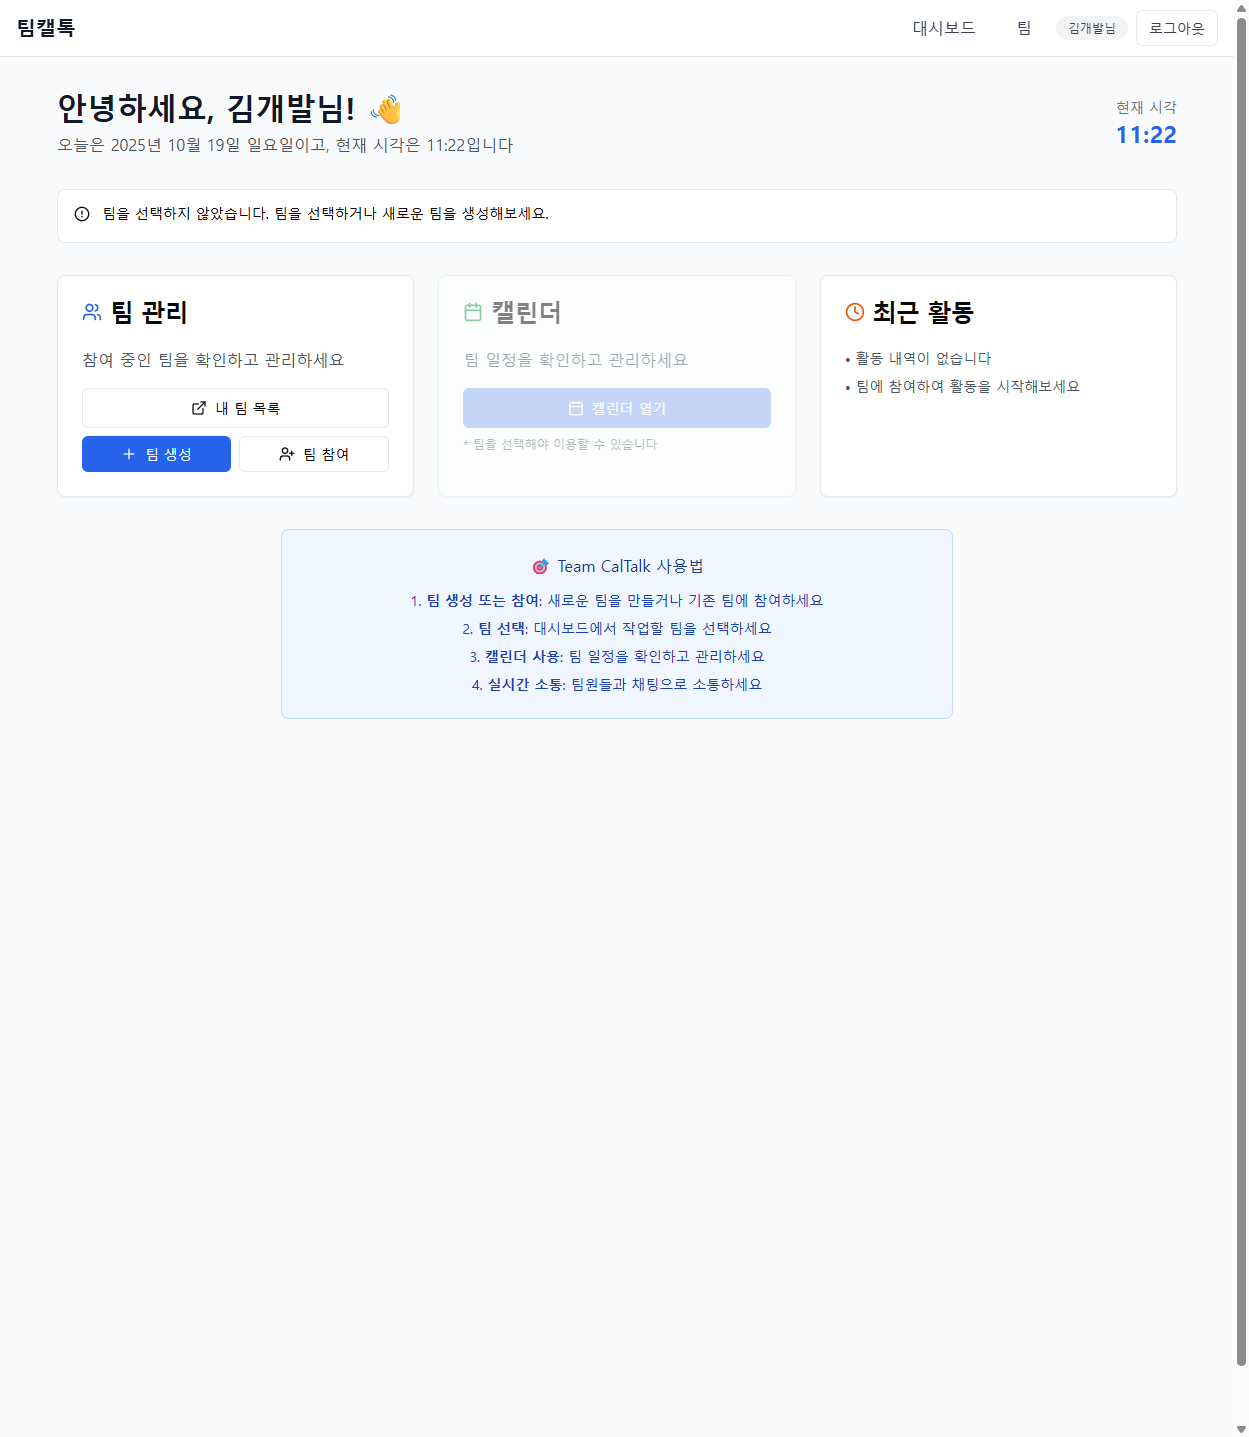 팀캘톡
대시보드
팀
김개발님
로그아웃
안녕하세요, 김개발님! 👋
오늘은 2025년 10월 19일 일요일이고, 현재 시각은 11:22입니다
현재 시각
11:22
팀을 선택하지 않았습니다. 팀을 선택하거나 새로운 팀을 생성해보세요.
팀 관리
참여 중인 팀을 확인하고 관리하세요
내 팀 목록
팀 생성
팀 참여
캘린더
팀 일정을 확인하고 관리하세요
캘린더 열기
* 팀을 선택해야 이용할 수 있습니다
최근 활동
• 활동 내역이 없습니다
• 팀에 참여하여 활동을 시작해보세요
🎯 Team CalTalk 사용법
1. 팀 생성 또는 참여: 새로운 팀을 만들거나 기존 팀에 참여하세요
2. 팀 선택: 대시보드에서 작업할 팀을 선택하세요
3. 캘린더 사용: 팀 일정을 확인하고 관리하세요
4. 실시간 소통: 팀원들과 채팅으로 소통하세요